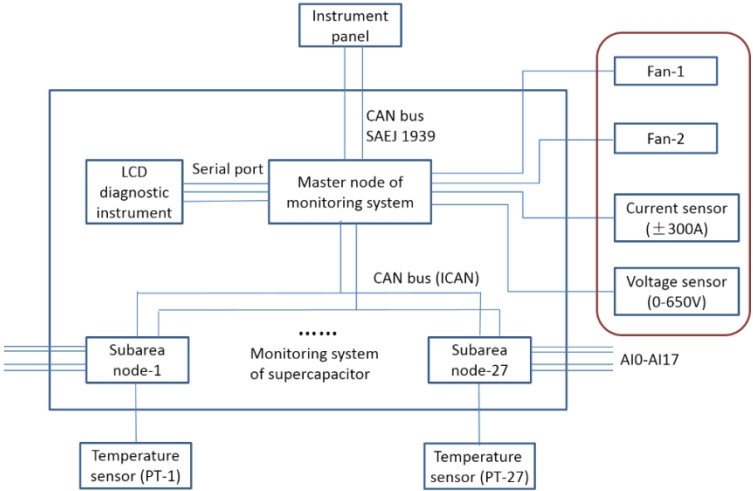 Instrument
panel
Fan-1
CAN bus
SAEJ 1939
Fan-2
LCD
diagnostic
instrument
Serial port
Master node of
monitoring system
Current sensor
(±300A)
CAN bus (ICAN)
Voltage sensor
(0-650V)
Subarea
node-1
……
Monitoring system
of supercapacitor
Subarea
node-27
AI0-AI17
Temperature
sensor (PT-1)
Temperature
sensor (PT-27)